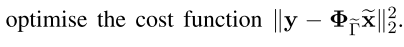 optimise the cost function ‖𝐲 − 𝚽_Γ̃ 𝐱̃‖₂².